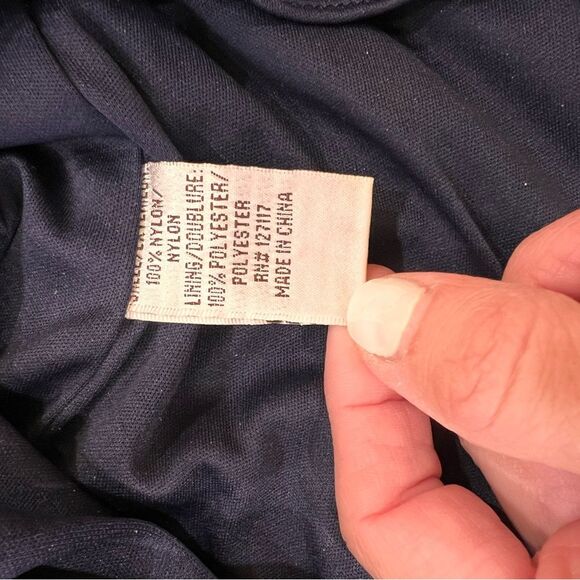 100% NYLON/
NYLON
LINING/DOUBLURE:
100% POLYESTER/
POLYESTER
RN# 127117
MADE IN CHINA